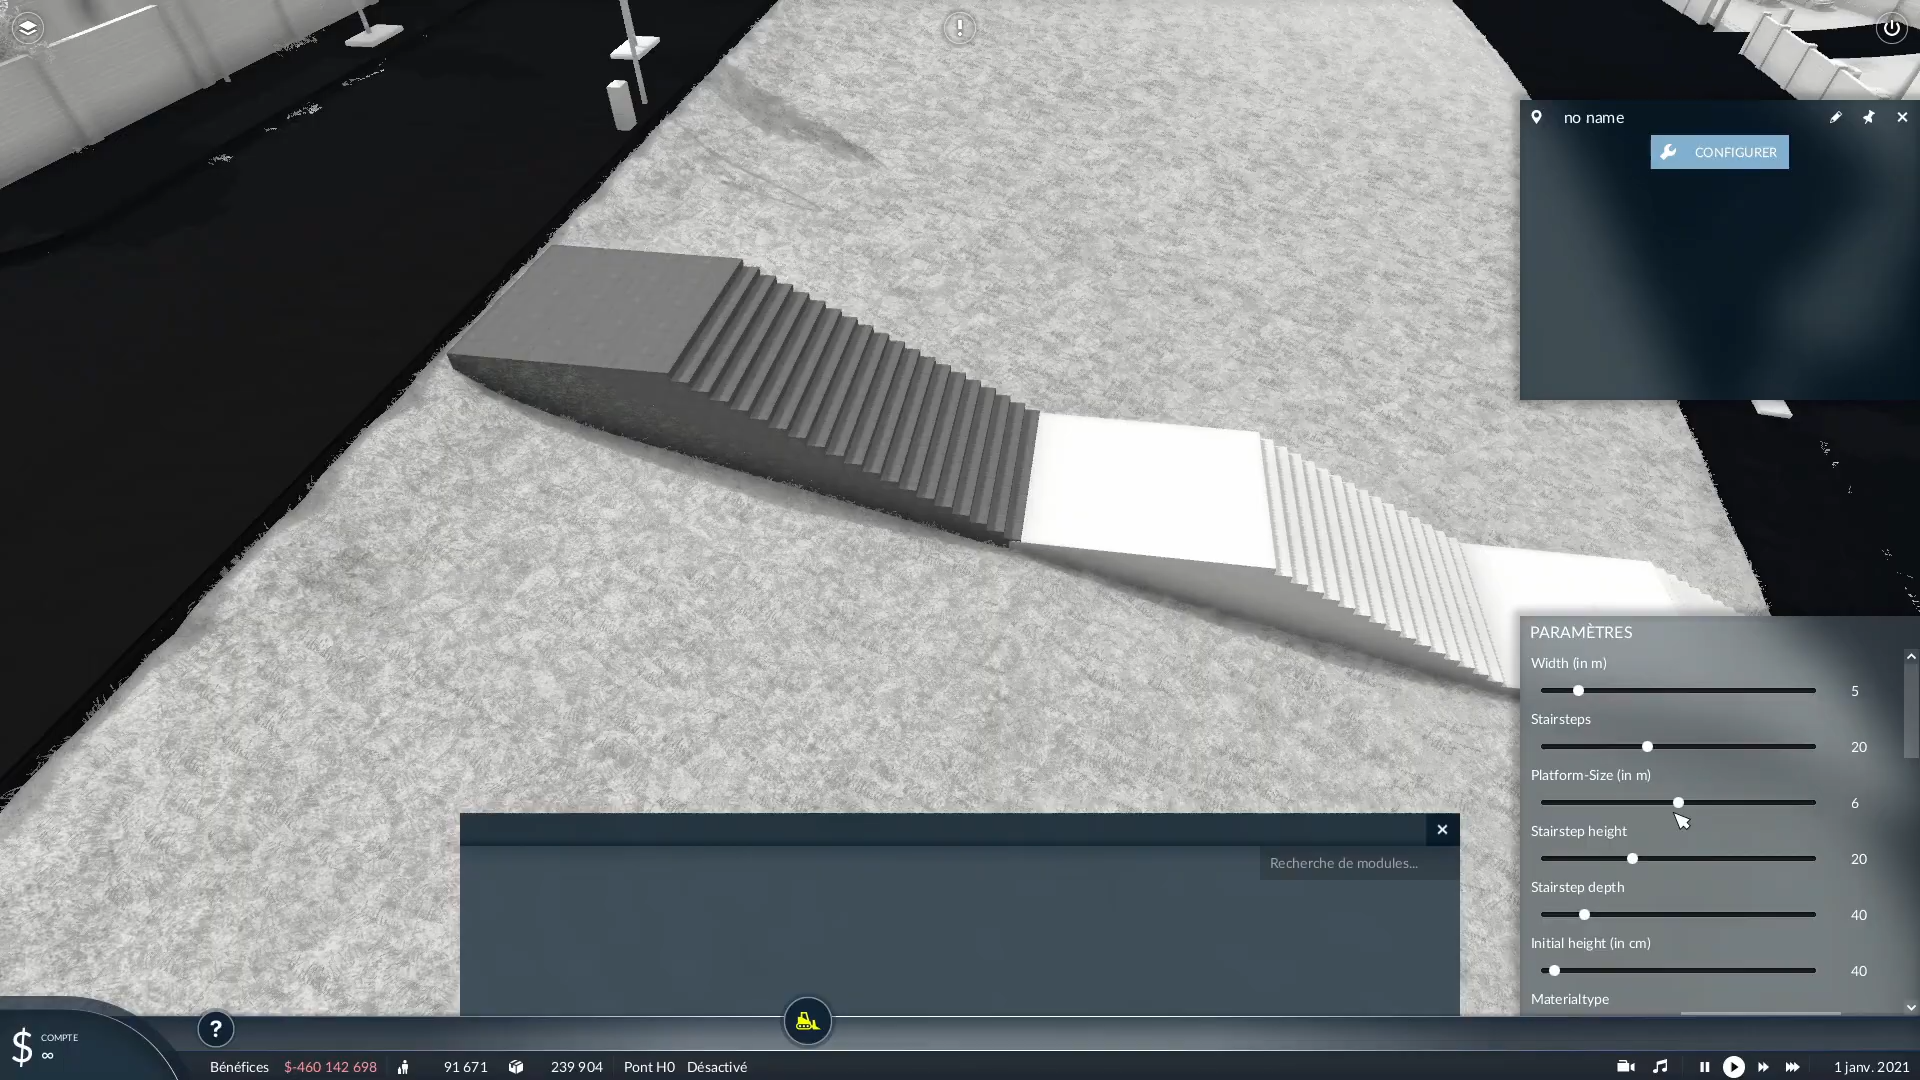 no name
CONFIGURER
PARAMÈTRES
Width (in m)
5
Stairsteps
20
Platform-Size (in m)
6
Stairstep height
20
Stairstep depth
40
Initial height (in cm)
40
Materialtype
Recherche de modules...
?
$ COMPTE
∞
Bénéfices $-460 142 698 91 671 239 904 Pont H0 Désactivé 1 janv. 2021